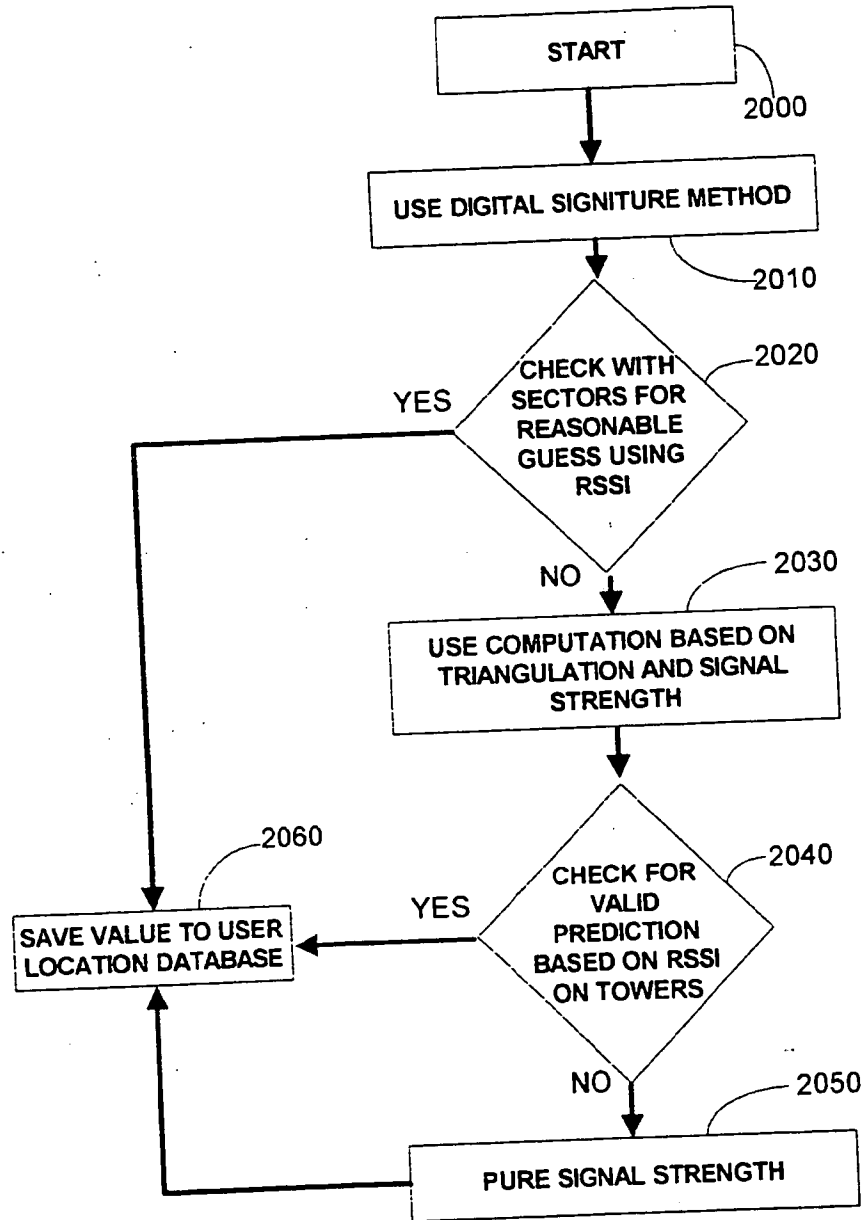 START
2000
USE DIGITAL SIGNITURE METHOD
2010
CHECK WITH
SECTORS FOR
REASONABLE
GUESS USING
RSSI
2020
YES
NO
2030
USE COMPUTATION BASED ON
TRIANGULATION AND SIGNAL
STRENGTH
2060
SAVE VALUE TO USER
LOCATION DATABASE
YES
CHECK FOR
VALID
PREDICTION
BASED ON RSSI
ON TOWERS
2040
NO
2050
PURE SIGNAL STRENGTH